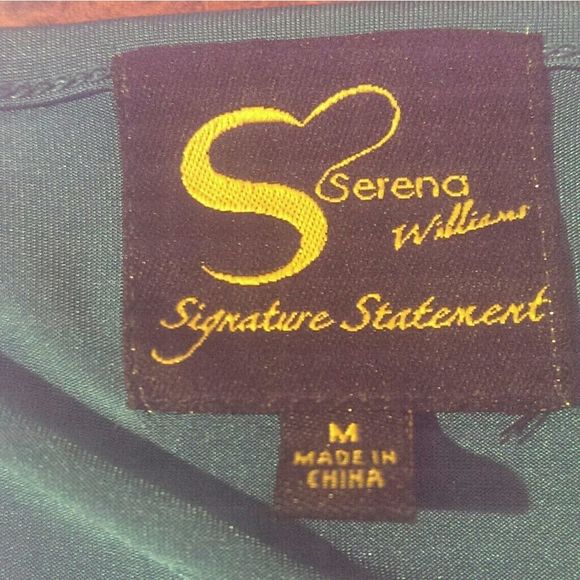 Serena
Williams
Signature Statement
M
MADE IN
CHINA